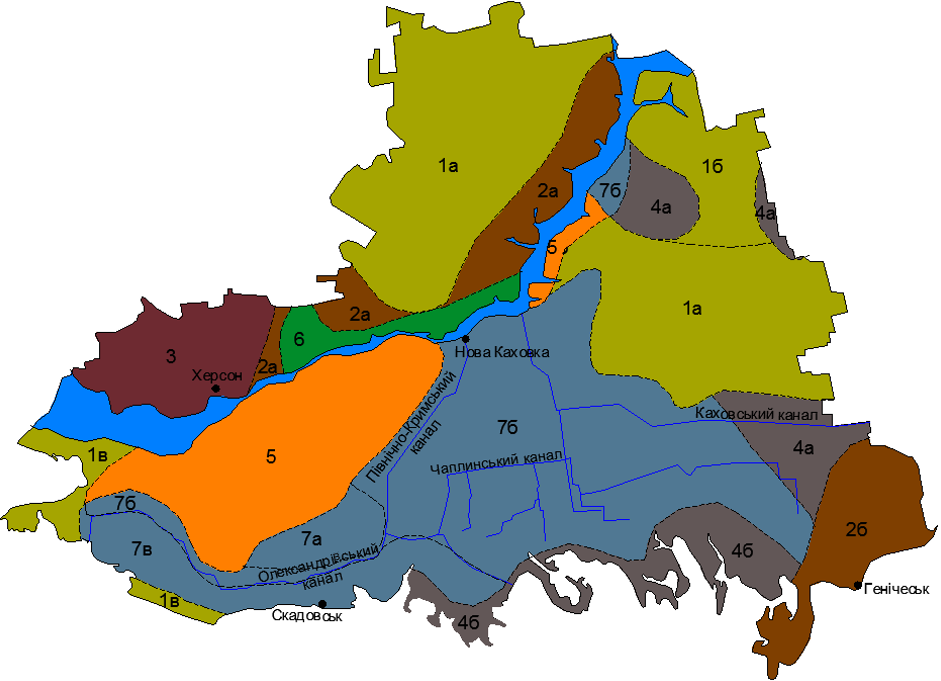 1а
1б
2а
7б
4а
4а
5
1а
2а
6
3
2а
Нова Каховка
Херсон
Каховський канал
Північно-Кримський
канал
7б
1в
5
4а
Чаплинський канал
7б
2б
7а
7в
4б
Олександрівський
канал
Генічеськ
1в
Скадовськ
4б